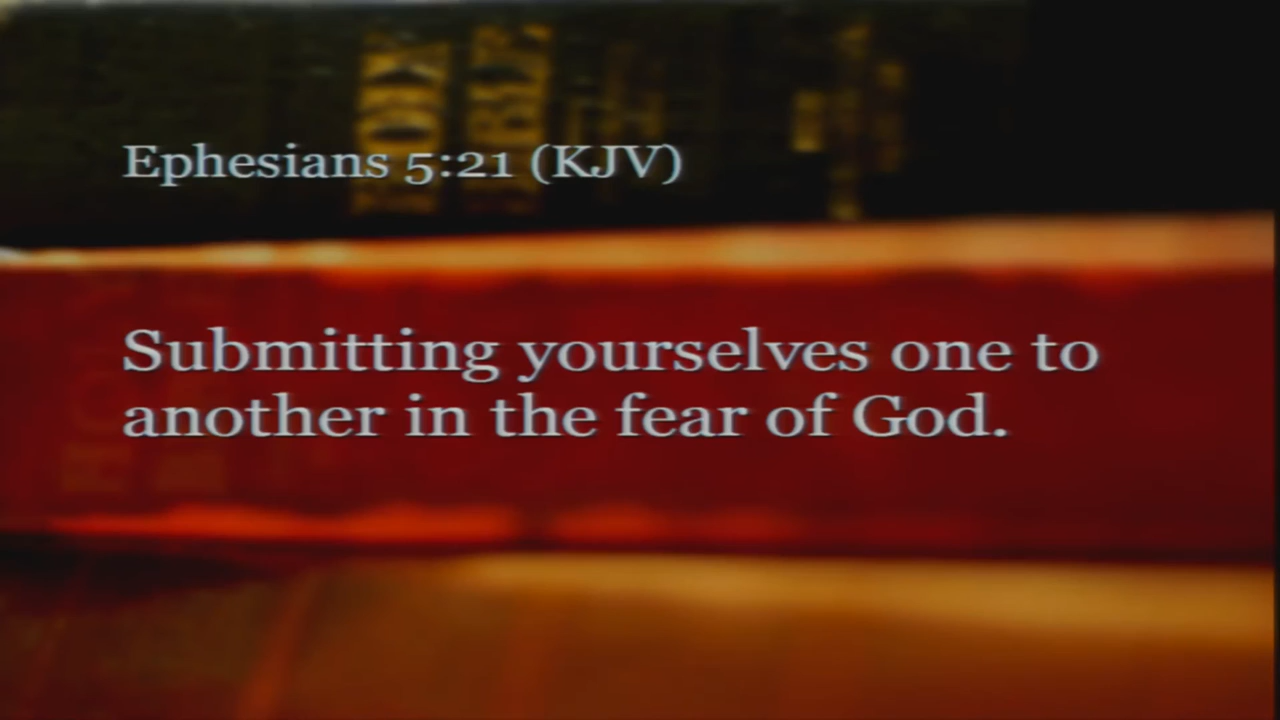 Ephesians 5:21 (KJV)
Submitting yourselves one to
another in the fear of God.